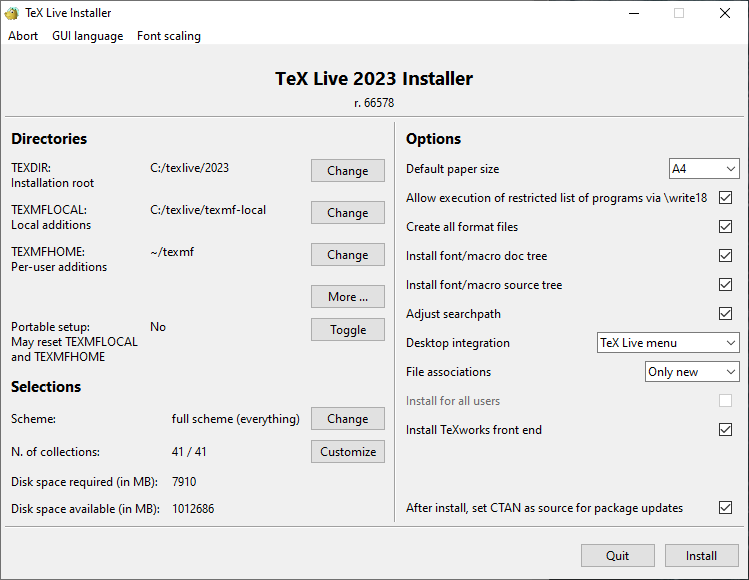 TeX Live Installer
Abort GUI language Font scaling
TeX Live 2023 Installer
r. 66578
Directories
TEXDIR: C:/texlive/2023 Change
Installation root
TEXMFLOCAL: C:/texlive/texmf-local Change
Local additions
TEXMFHOME: ~/texmf Change
Per-user additions
More ...
Portable setup: No Toggle
May reset TEXMFLOCAL
and TEXMFHOME
Selections
Scheme: full scheme (everything) Change
N. of collections: 41 / 41 Customize
Disk space required (in MB): 7910
Disk space available (in MB): 1012686
Options
Default paper size A4
Allow execution of restricted list of programs via \write18
Create all format files
Install font/macro doc tree
Install font/macro source tree
Adjust searchpath
Desktop integration TeX Live menu
File associations Only new
Install for all users
Install TeXworks front end
After install, set CTAN as source for package updates
Quit Install